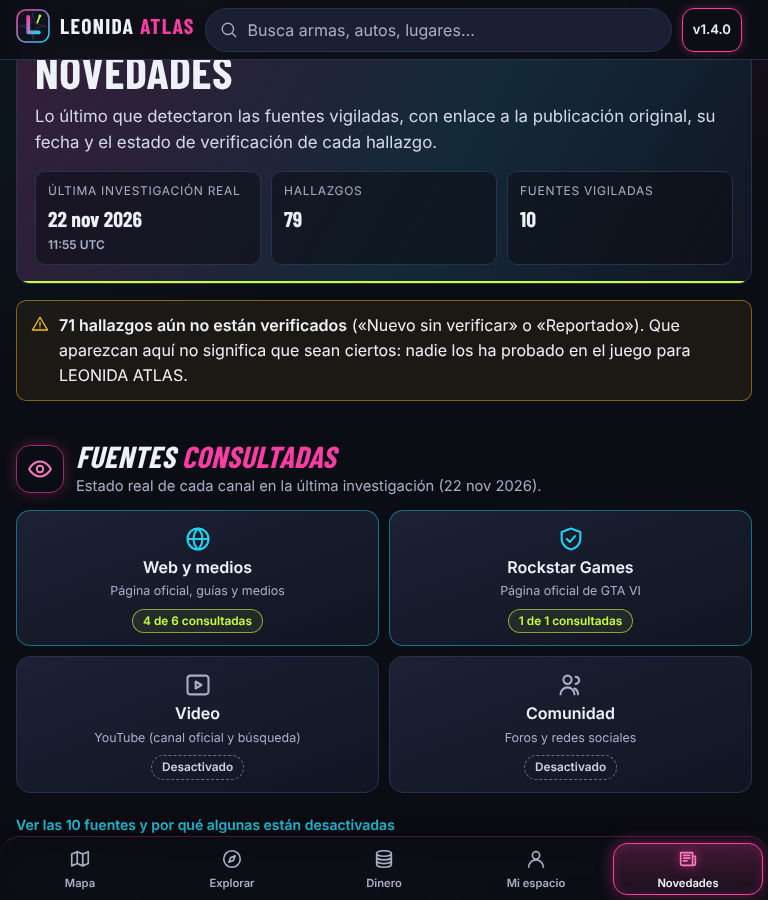 LEONIDA ATLAS
Busca armas, autos, lugares...
v1.4.0
NOVEDADES
Lo último que detectaron las fuentes vigiladas, con enlace a la publicación original, su
fecha y el estado de verificación de cada hallazgo.
ÚLTIMA INVESTIGACIÓN REAL
22 nov 2026
11:55 UTC
HALLAZGOS
79
FUENTES VIGILADAS
10
71 hallazgos aún no están verificados («Nuevo sin verificar» o «Reportado»). Que
aparezcan aquí no significa que sean ciertos: nadie los ha probado en el juego para
LEONIDA ATLAS.
FUENTES CONSULTADAS
Estado real de cada canal en la última investigación (22 nov 2026).
Web y medios
Página oficial, guías y medios
4 de 6 consultadas
Rockstar Games
Página oficial de GTA VI
1 de 1 consultadas
Video
YouTube (canal oficial y búsqueda)
Desactivado
Comunidad
Foros y redes sociales
Desactivado
Ver las 10 fuentes y por qué algunas están desactivadas
Mapa
Explorar
Dinero
Mi espacio
Novedades